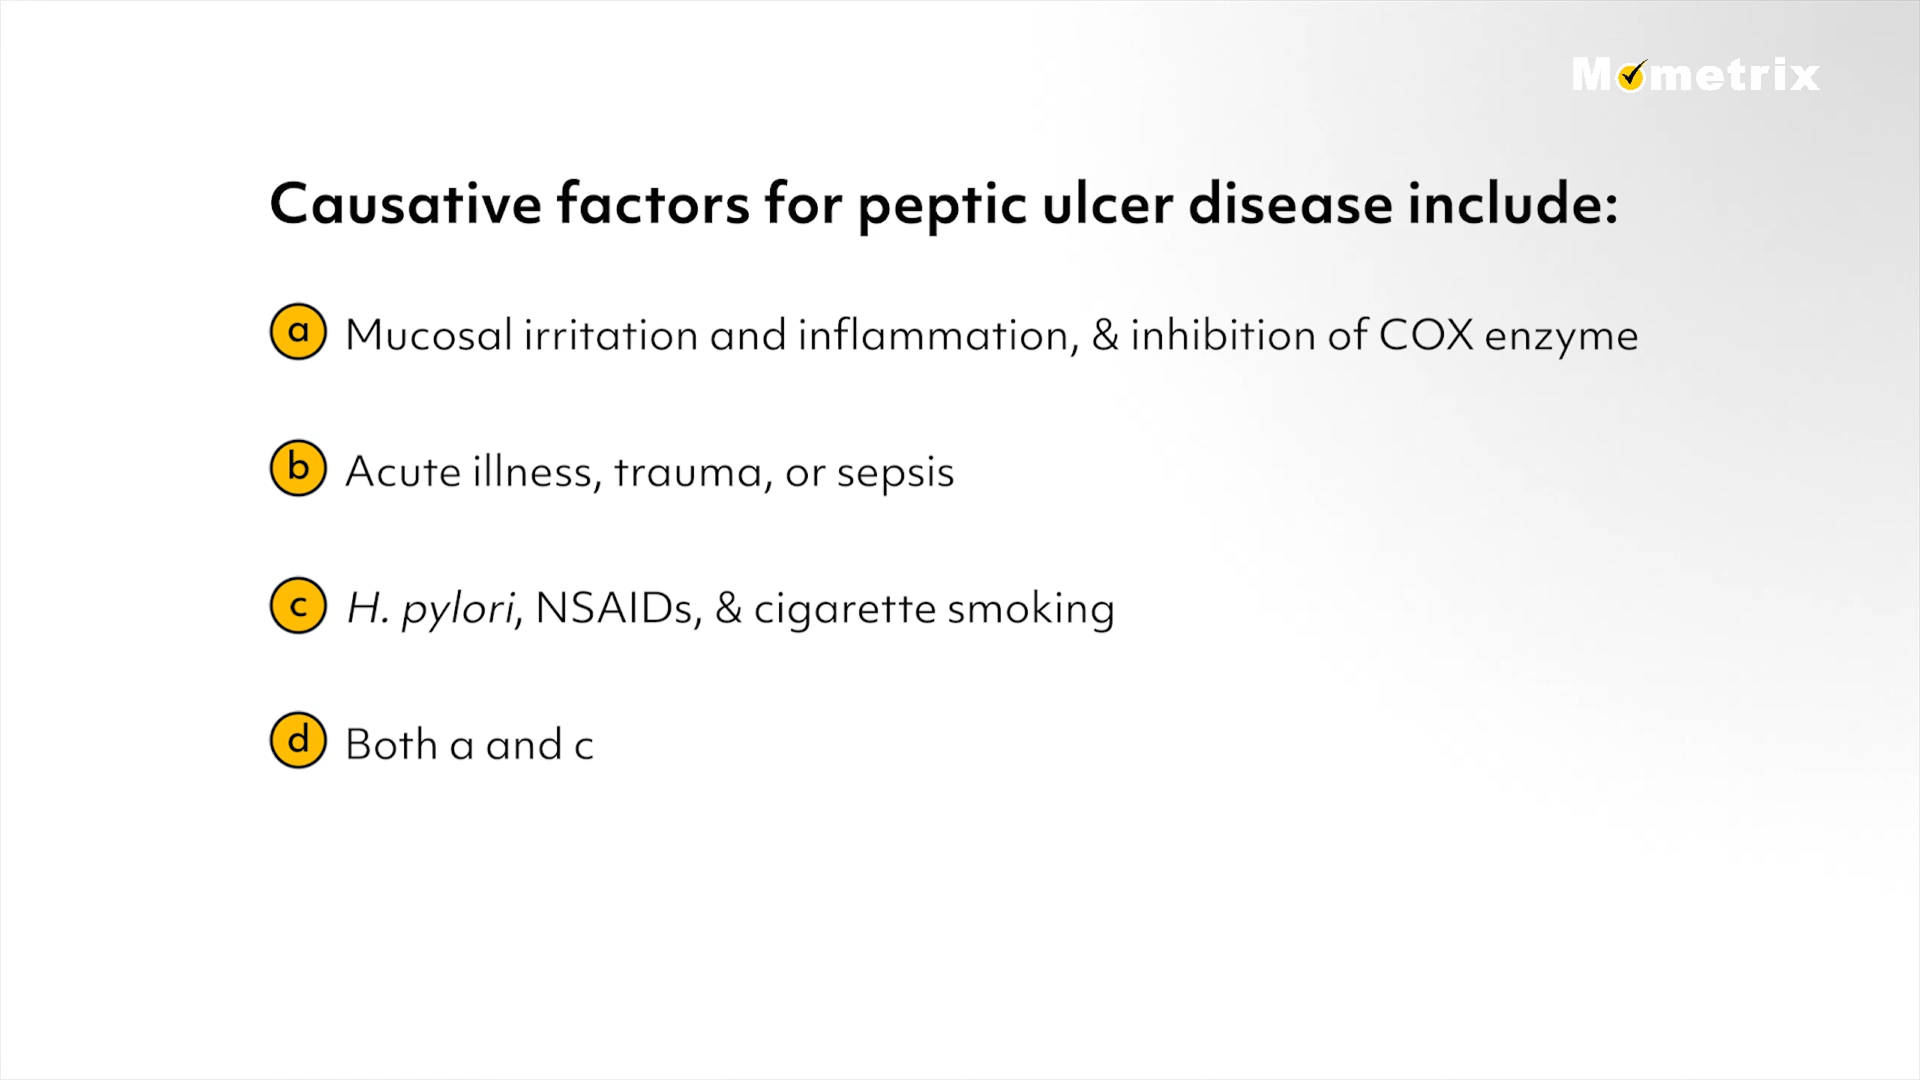 Mometrix
Causative factors for peptic ulcer disease include:
a Mucosal irritation and inflammation, & inhibition of COX enzyme
b Acute illness, trauma, or sepsis
c H. pylori, NSAIDs, & cigarette smoking
d Both a and c